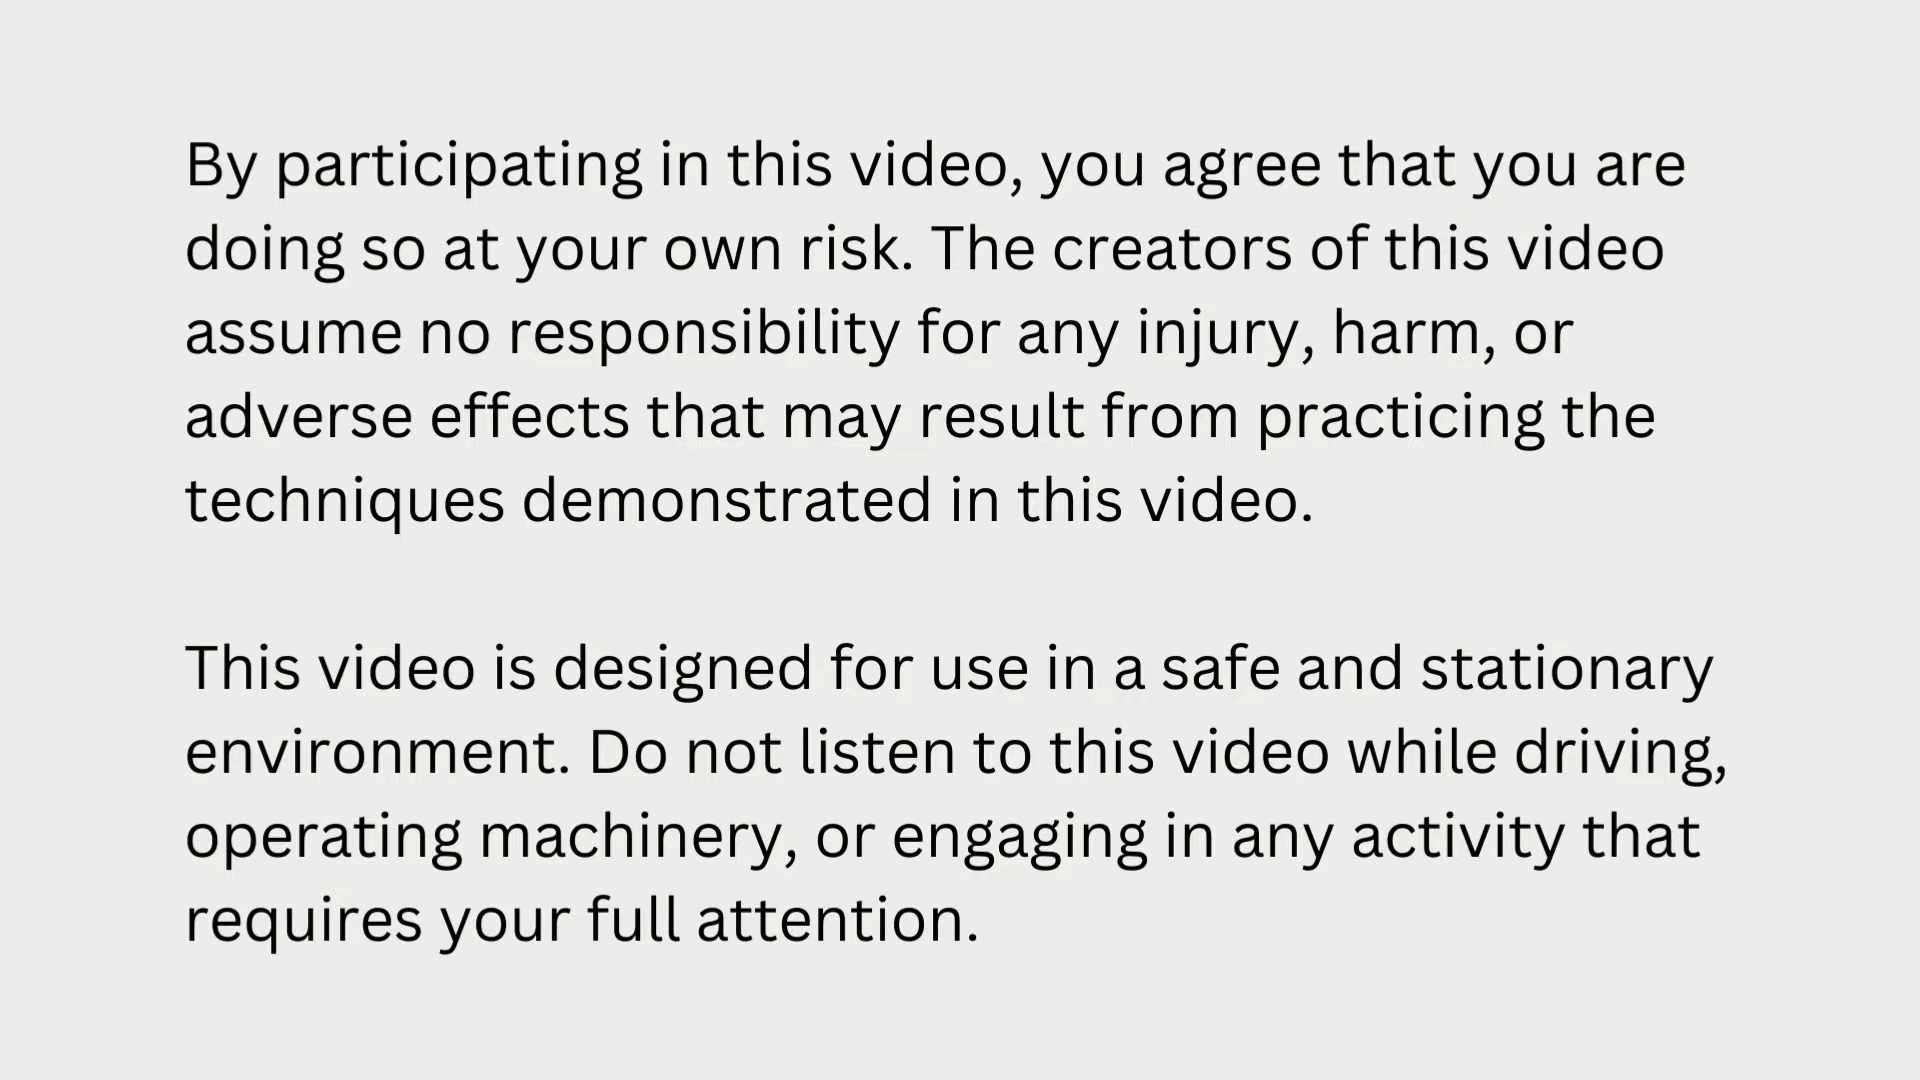 By participating in this video, you agree that you are
doing so at your own risk. The creators of this video
assume no responsibility for any injury, harm, or
adverse effects that may result from practicing the
techniques demonstrated in this video.
This video is designed for use in a safe and stationary
environment. Do not listen to this video while driving,
operating machinery, or engaging in any activity that
requires your full attention.